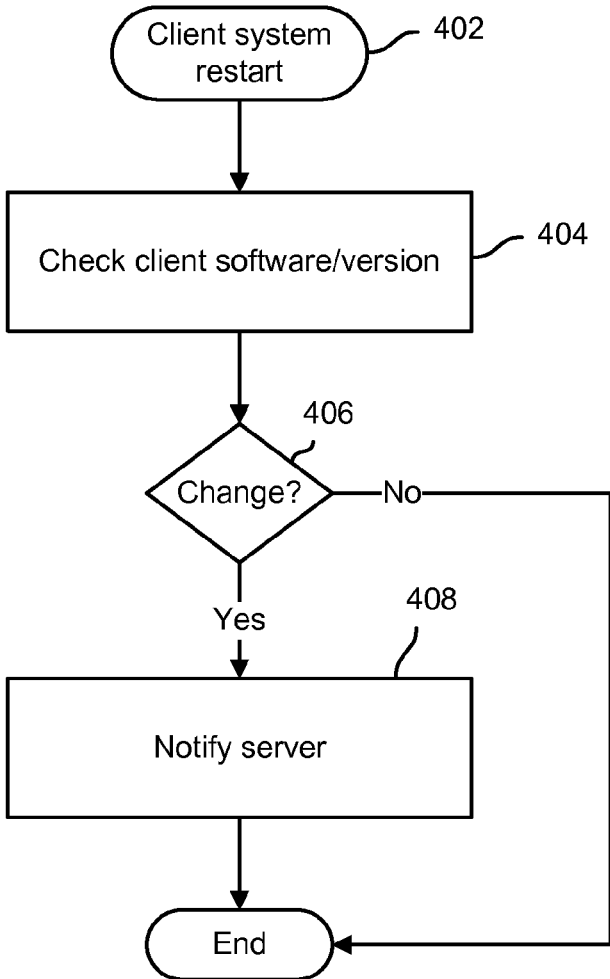 Client system
restart
402
Check client software/version
404
406
Change?
No
Yes
408
Notify server
End